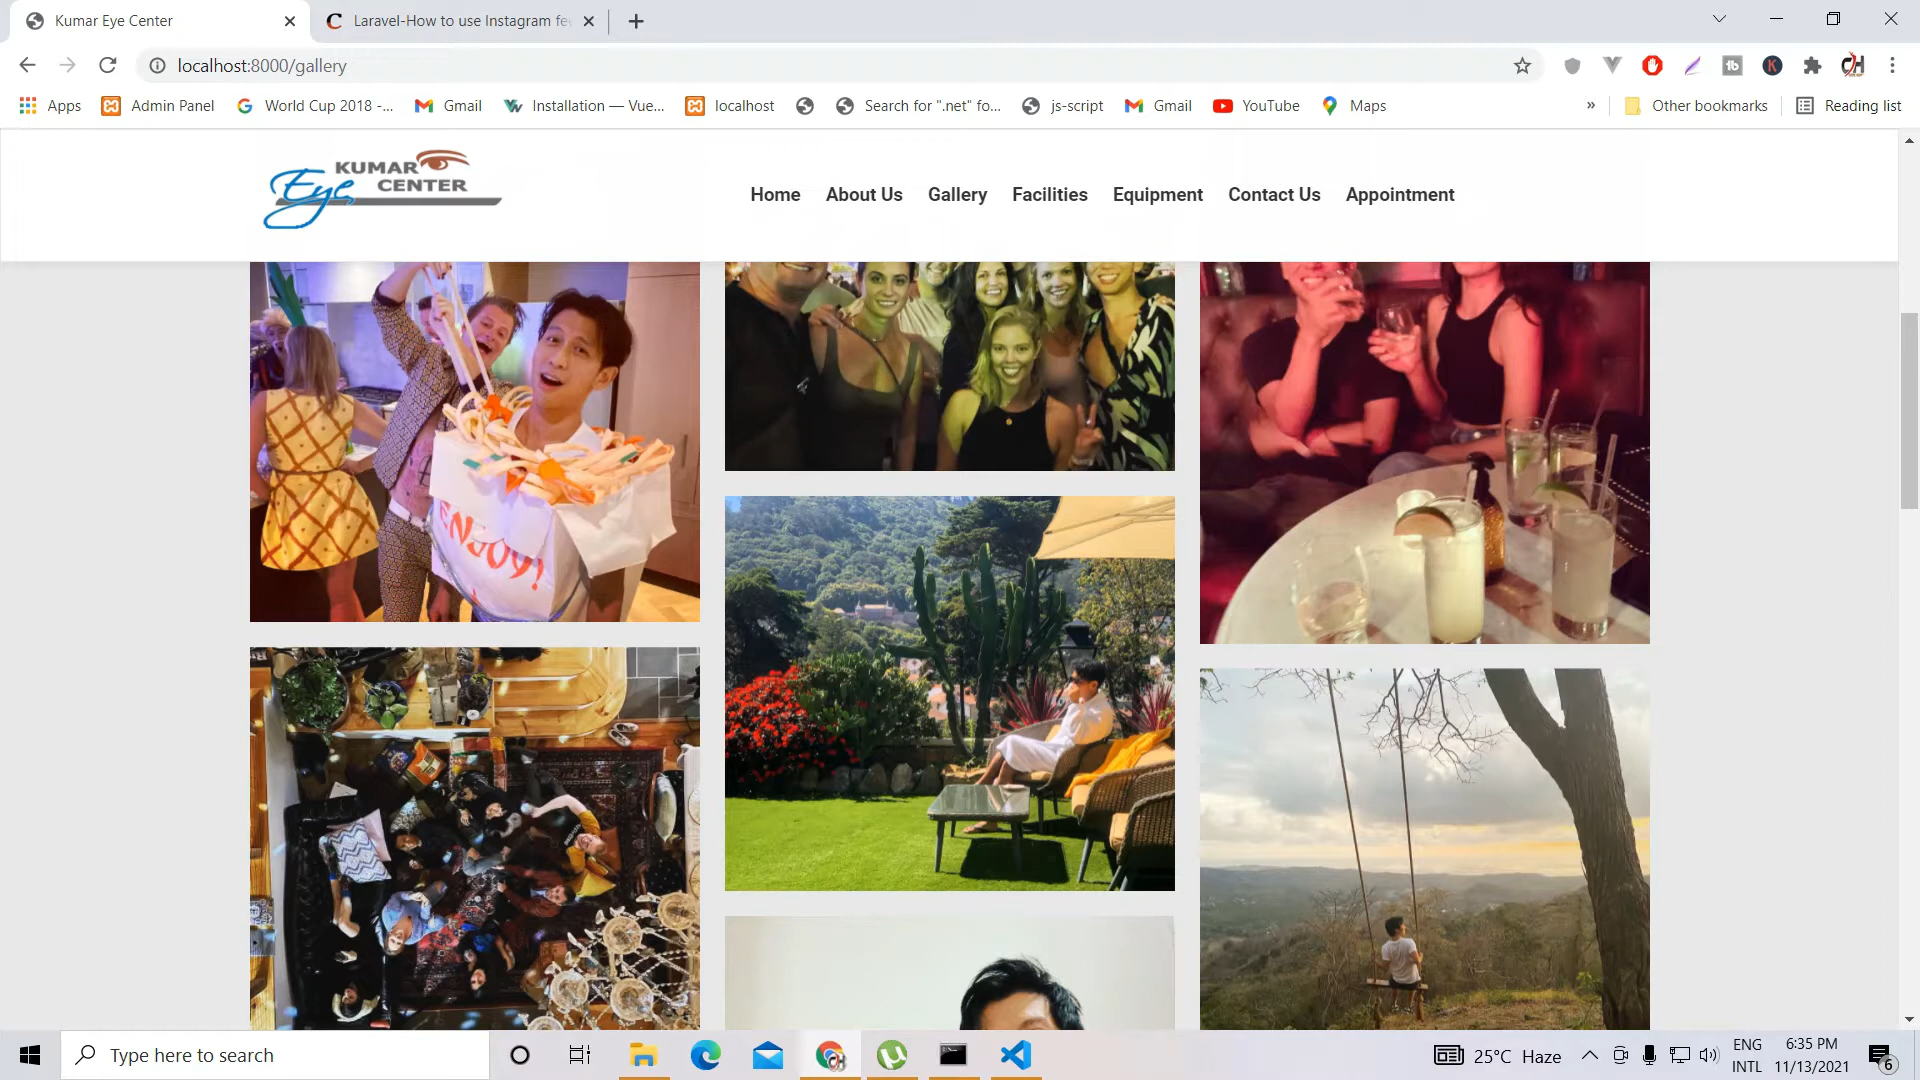 Kumar Eye Center
Laravel-How to use Instagram fe
localhost:8000/gallery
Apps
Admin Panel
World Cup 2018 -...
Gmail
Installation — Vue...
localhost
Search for ".net" fo...
js-script
Gmail
YouTube
Maps
»
Other bookmarks
Reading list
KUMAR
Eye CENTER
Home About Us Gallery Facilities Equipment Contact Us Appointment
ENJOY!
Type here to search
25°C Haze
ENG
INTL
6:35 PM
11/13/2021
6